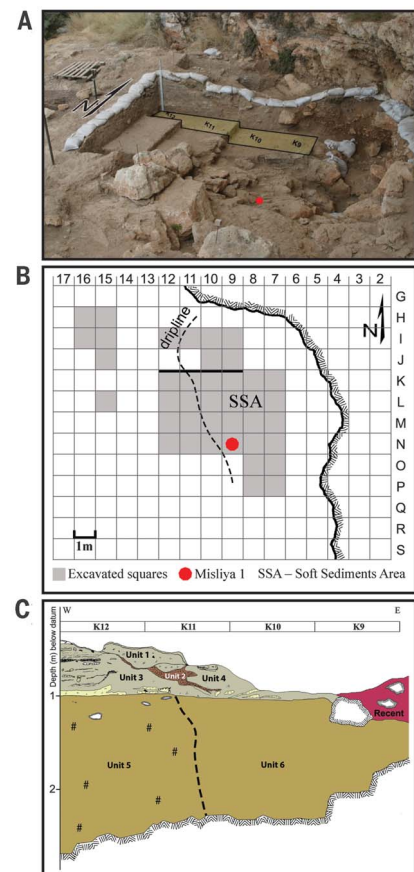 A
N
K12
K11
K10
K9
B
17 16 15 14 13 12 11 10 9 8 7 6 5 4 3 2
G
H
I
J
K
L
M
N
O
P
Q
R
S
dripline
N
SSA
1m
Excavated squares Misliya 1 SSA – Soft Sediments Area
C
W E
K12 K11 K10 K9
Depth (m) below datum
Unit 1
Unit 2
Unit 3
Unit 4
1
Recent
Unit 5
Unit 6
2
# # # # #